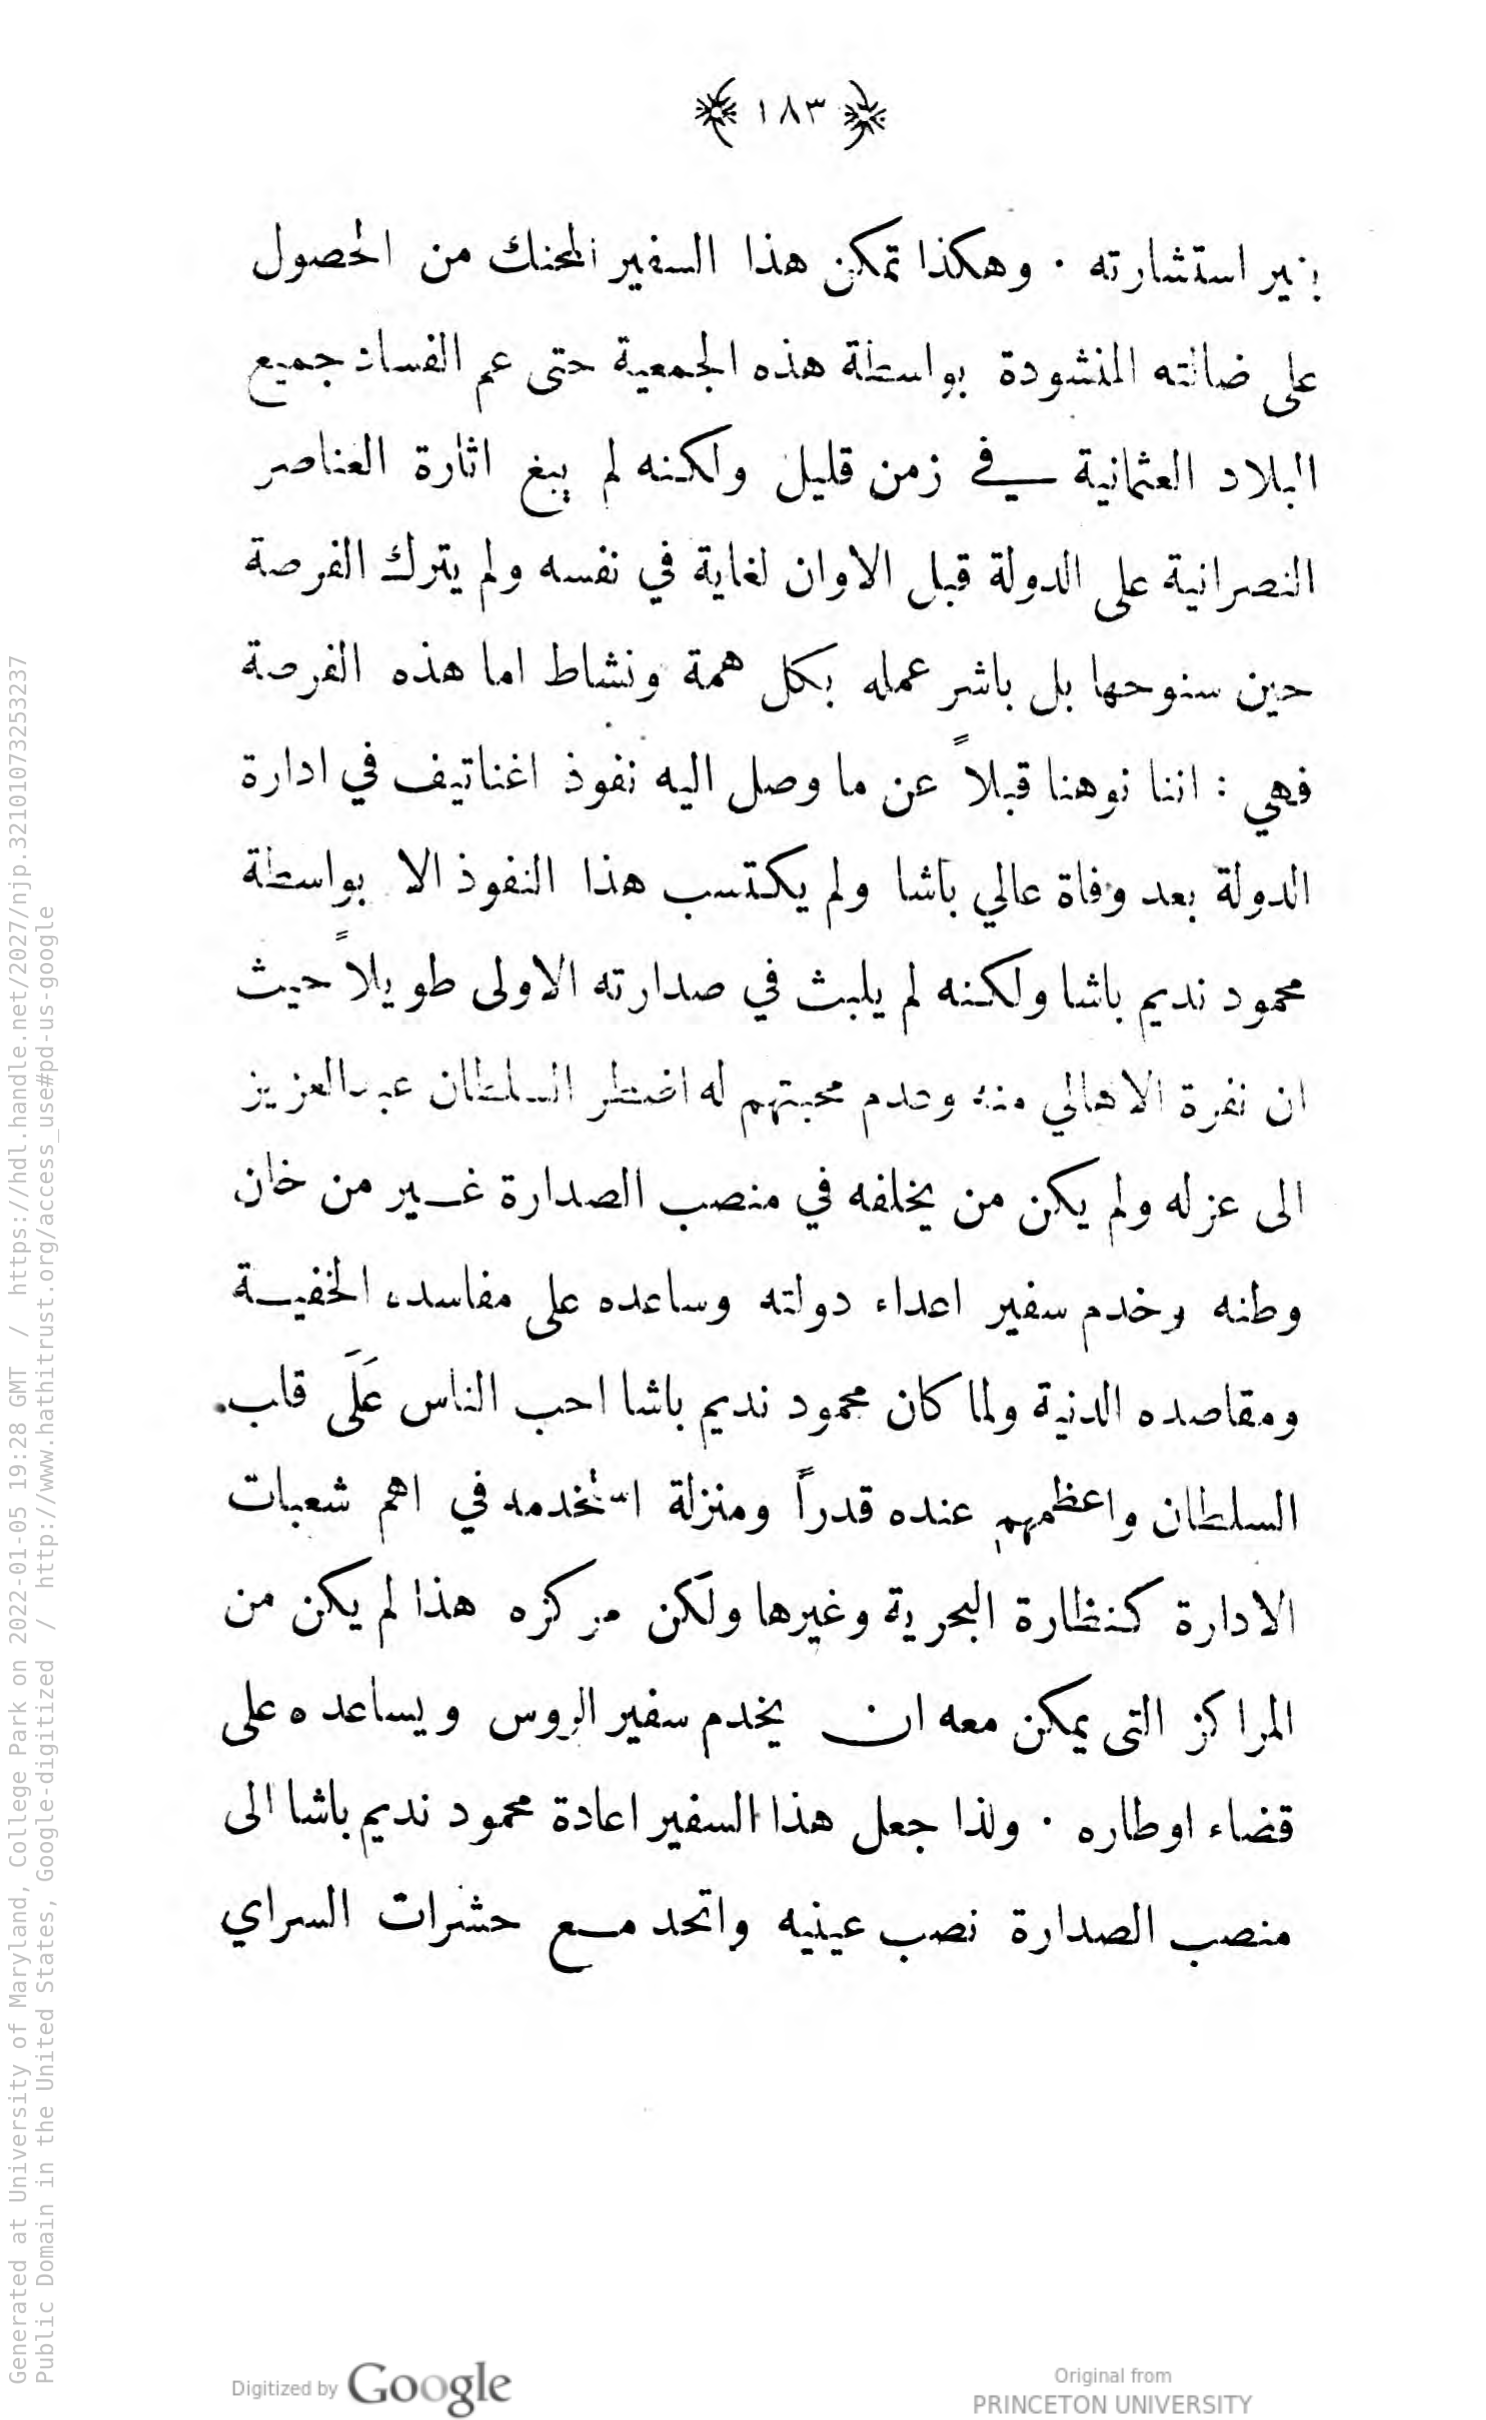 ١٨٣
بغير استشارته . وهكذا تمكن هذا السفير المحنك من الحصول
على ضالته المنشودة بواسطة هذه الجمعية حتى عم الفساد جميع
البلاد العثمانية في زمن قليل ولكنه لم يبغ اثارة العناصر
النصرانية على الدولة قبل الاوان لغاية في نفسه ولم يترك الفرصة
حين سنوحها بل باشر عمله بكل همة ونشاط اما هذه الفرصة
فهي : اننا نوهنا قبلاً عن ما وصل اليه نفوذ اغناتيف في ادارة
الدولة بعد وفاة عالي باشا ولم يكتسب هذا النفوذ الا بواسطة
محمود نديم باشا ولكنه لم يلبث في صدارته الاولى طويلاً حيث
ان نفرة الاهالي منه وعدم محبتهم له اضطر السلطان عبدالعزيز
الى عزله ولم يكن من يخلفه في منصب الصدارة غير من خان
وطنه وخدم سفير اعداء دولته وساعده على مفاسده الخفية
ومقاصده الدنية ولما كان محمود نديم باشا احب الناس عَلَى قلب
السلطان واعظمهم عنده قدراً ومنزلة استخدمه في اهم شعبات
الادارة كنظارة البحرية وغيرها ولكن مركزه هذا لم يكن من
المراكز التى يمكن معه ان يخدم سفير الروس ويساعده على
قضاء اوطاره . ولذا جعل هذا السفير اعادة محمود نديم باشا الى
منصب الصدارة نصب عينيه واتحد مع حشرات السراي
Digitized by Google
Original from
PRINCETON UNIVERSITY
Generated at University of Maryland, College Park on 2022-01-05 19:28 GMT / https://hdl.handle.net/2027/njp.32101073253237
Public Domain in the United States, Google-digitized / http://www.hathitrust.org/access_use#pd-us-google